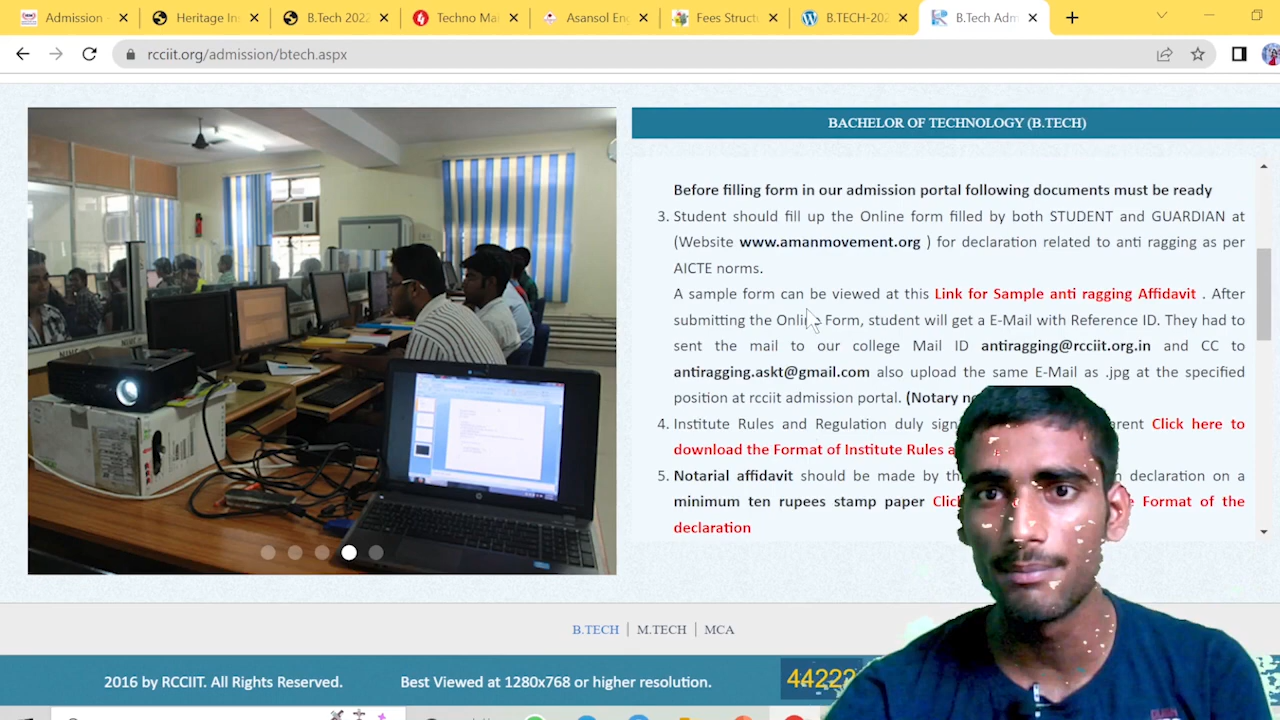 Admission
Heritage In
B.Tech 2022
Techno Mai
Asansol Eng
Fees Structu
B.TECH-202
B.Tech Adm
rcciit.org/admission/btech.aspx
BACHELOR OF TECHNOLOGY (B.TECH)
Before filling form in our admission portal following documents must be ready
3. Student should fill up the Online form filled by both STUDENT and GUARDIAN at
(Website www.amanmovement.org ) for declaration related to anti ragging as per
AICTE norms.
A sample form can be viewed at this Link for Sample anti ragging Affidavit . After
submitting the Online Form, student will get a E-Mail with Reference ID. They had to
sent the mail to our college Mail ID antiragging@rcciit.org.in and CC to
antiragging.askt@gmail.com also upload the same E-Mail as .jpg at the specified
position at rcciit admission portal. (Notary
4. Institute Rules and Regulation duly sign Click here to
download the Format of Institute Rules
5. Notarial affidavit should be made by declaration on a
minimum ten rupees stamp paper Format of the
declaration
B.TECH | M.TECH | MCA
2016 by RCCIIT. All Rights Reserved. Best Viewed at 1280x768 or higher resolution. 44222